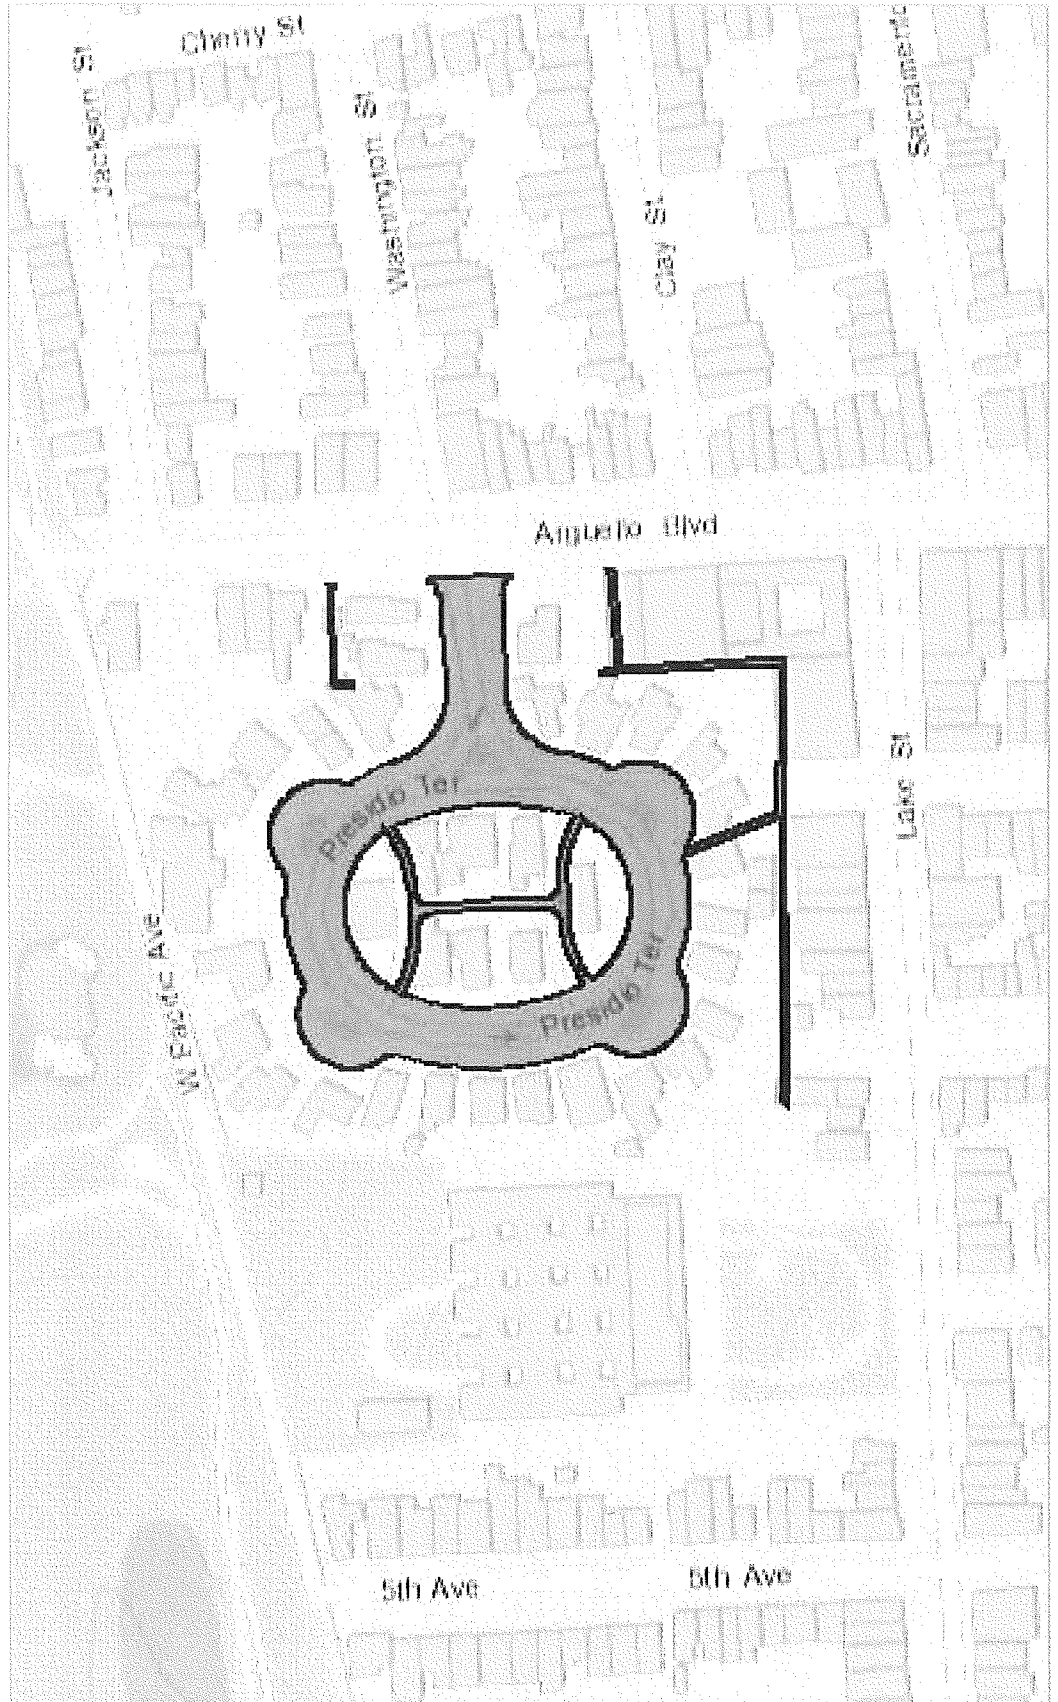 Cherry St
Jackson St
Washington St
Clay St
Sacramento
Arguello Blvd
Presidio Ter
Lake St
W Pacific Ave
Presidio Ter
5th Ave
5th Ave